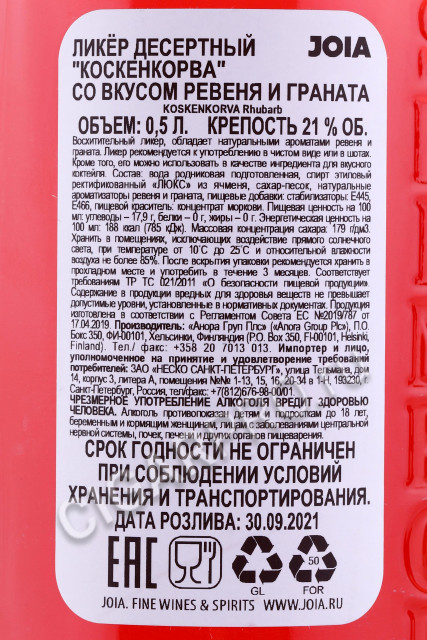 ЛИКЁР ДЕСЕРТНЫЙ JOIA
"КОСКЕНКОРВА"
СО ВКУСОМ РЕВЕНЯ И ГРАНАТА
KOSKENKORVA Rhubarb
ОБЪЕМ: 0,5 Л. КРЕПОСТЬ 21 % ОБ.
Восхитительный ликер, обладает натуральными ароматами ревеня и
граната. Ликер рекомендуется к употреблению в чистом виде или в шотах.
Кроме того, его можно использовать в качестве ингредиента для вкусного
коктейля. Состав: вода родниковая подготовленная, спирт этиловый
ректификованный «ЛЮКС» из ячменя, сахар-песок, натуральные
ароматизаторы ревеня и граната, пищевые добавки: стабилизаторы: Е445,
Е466, пищевой краситель: концентрат моркови. Пищевая ценность на 100
мл: углеводы – 17,9 г, белки – 0 г, жиры – 0 г. Энергетическая ценность на
100 мл: 188 ккал (785 кДж). Массовая концентрация сахара: 179 г/дм3.
Хранить в помещениях, исключающих воздействие прямого солнечного
света, при температуре от 10°С до 25°С и относительной влажности
воздуха не более 85%. После вскрытия упаковки рекомендуется хранить в
прохладном месте и употребить в течение 3 месяцев. Соответствует
требованиям ТР ТС 021/2011 «О безопасности пищевой продукции».
Содержание в продукции вредных для здоровья веществ не превышает
допустимые уровни, установленные в нормативных документах. Продукция
изготовлена в соответствии с Регламентом Совета ЕС №2019/787 от
17.04.2019. Производитель: «Анора Груп Плс» («Anora Group Plc»), П.О.
Бокс 350, ФИ-00101, Хельсинки, Финляндия (P.O. Box 350, FI-00101, Helsinki,
Finland). Тел./факс +358 20 7013 013. Импортер и лицо,
уполномоченное на принятие и удовлетворение требований
потребителей: ЗАО «НЕСКО САНКТ-ПЕТЕРБУРГ», улица Тельмана, дом
14, корпус 3, литера А, помещения №№ 1-13, 15, 16, 20-34 в 1-Н, 193230, г.
Санкт-Петербург, Россия, тел: +7(812)676-98-0001.
ЧРЕЗМЕРНОЕ УПОТРЕБЛЕНИЕ АЛКОГОЛЯ ВРЕДИТ ЗДОРОВЬЮ
ЧЕЛОВЕКА. Алкоголь противопоказан детям и подросткам до 18 лет,
беременным и кормящим женщинам, лицам с заболеваниями центральной
нервной системы, почек, печени и других органов пищеварения.
СРОК ГОДНОСТИ НЕ ОГРАНИЧЕН
ПРИ СОБЛЮДЕНИИ УСЛОВИЙ
ХРАНЕНИЯ И ТРАНСПОРТИРОВАНИЯ.
ДАТА РОЗЛИВА: 30.09.2021
EAC 50
GL FOR
JOIA. FINE WINES & SPIRITS WWW.JOIA.RU